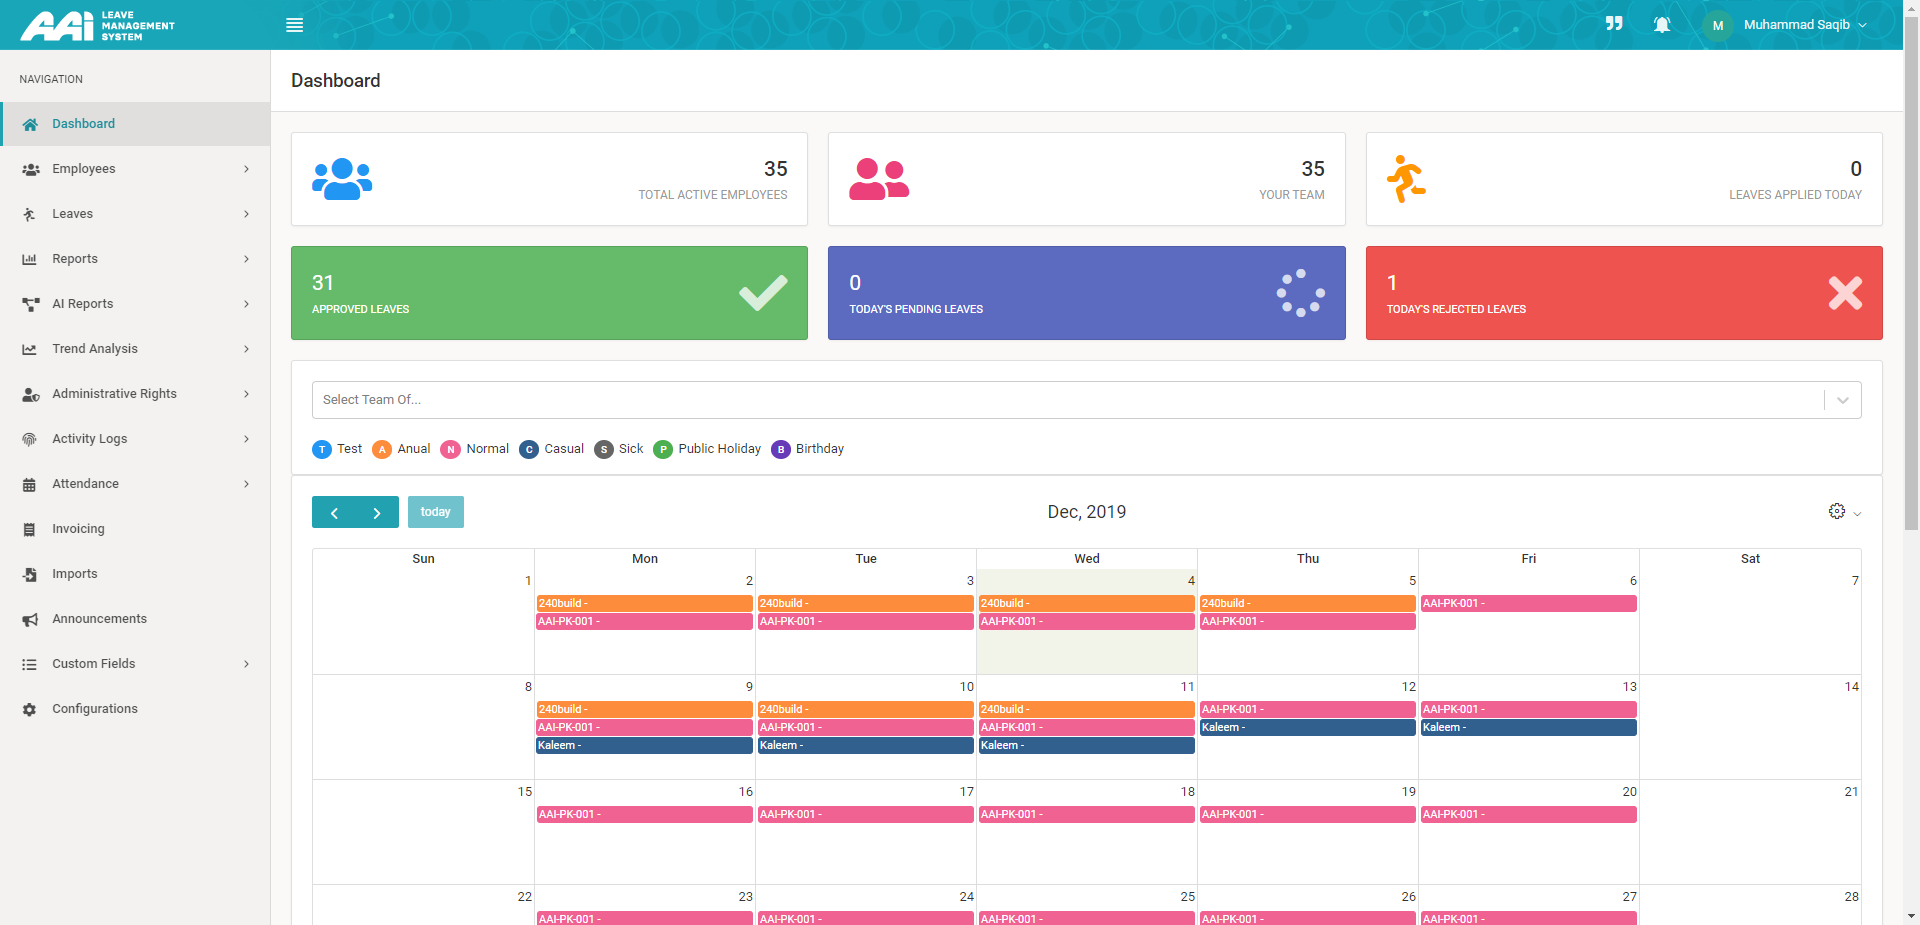 AAI LEAVE MANAGEMENT SYSTEM
M Muhammad Saqib
NAVIGATION
Dashboard
Employees
Leaves
Reports
AI Reports
Trend Analysis
Administrative Rights
Activity Logs
Attendance
Invoicing
Imports
Announcements
Custom Fields
Configurations
Dashboard
35
TOTAL ACTIVE EMPLOYEES
35
YOUR TEAM
0
LEAVES APPLIED TODAY
31
APPROVED LEAVES
0
TODAY'S PENDING LEAVES
1
TODAY'S REJECTED LEAVES
Select Team Of...
T Test A Anual N Normal C Casual S Sick P Public Holiday B Birthday
today
Dec, 2019
Sun Mon Tue Wed Thu Fri Sat
1 2 3 4 5 6 7
240build - 240build - 240build - 240build - AAI-PK-001 -
AAI-PK-001 - AAI-PK-001 - AAI-PK-001 - AAI-PK-001 -
8 9 10 11 12 13 14
240build - 240build - 240build - AAI-PK-001 - AAI-PK-001 -
AAI-PK-001 - AAI-PK-001 - AAI-PK-001 - Kaleem - Kaleem -
Kaleem - Kaleem - Kaleem -
15 16 17 18 19 20 21
AAI-PK-001 - AAI-PK-001 - AAI-PK-001 - AAI-PK-001 - AAI-PK-001 -
22 23 24 25 26 27 28
AAI-PK-001 - AAI-PK-001 - AAI-PK-001 - AAI-PK-001 - AAI-PK-001 -